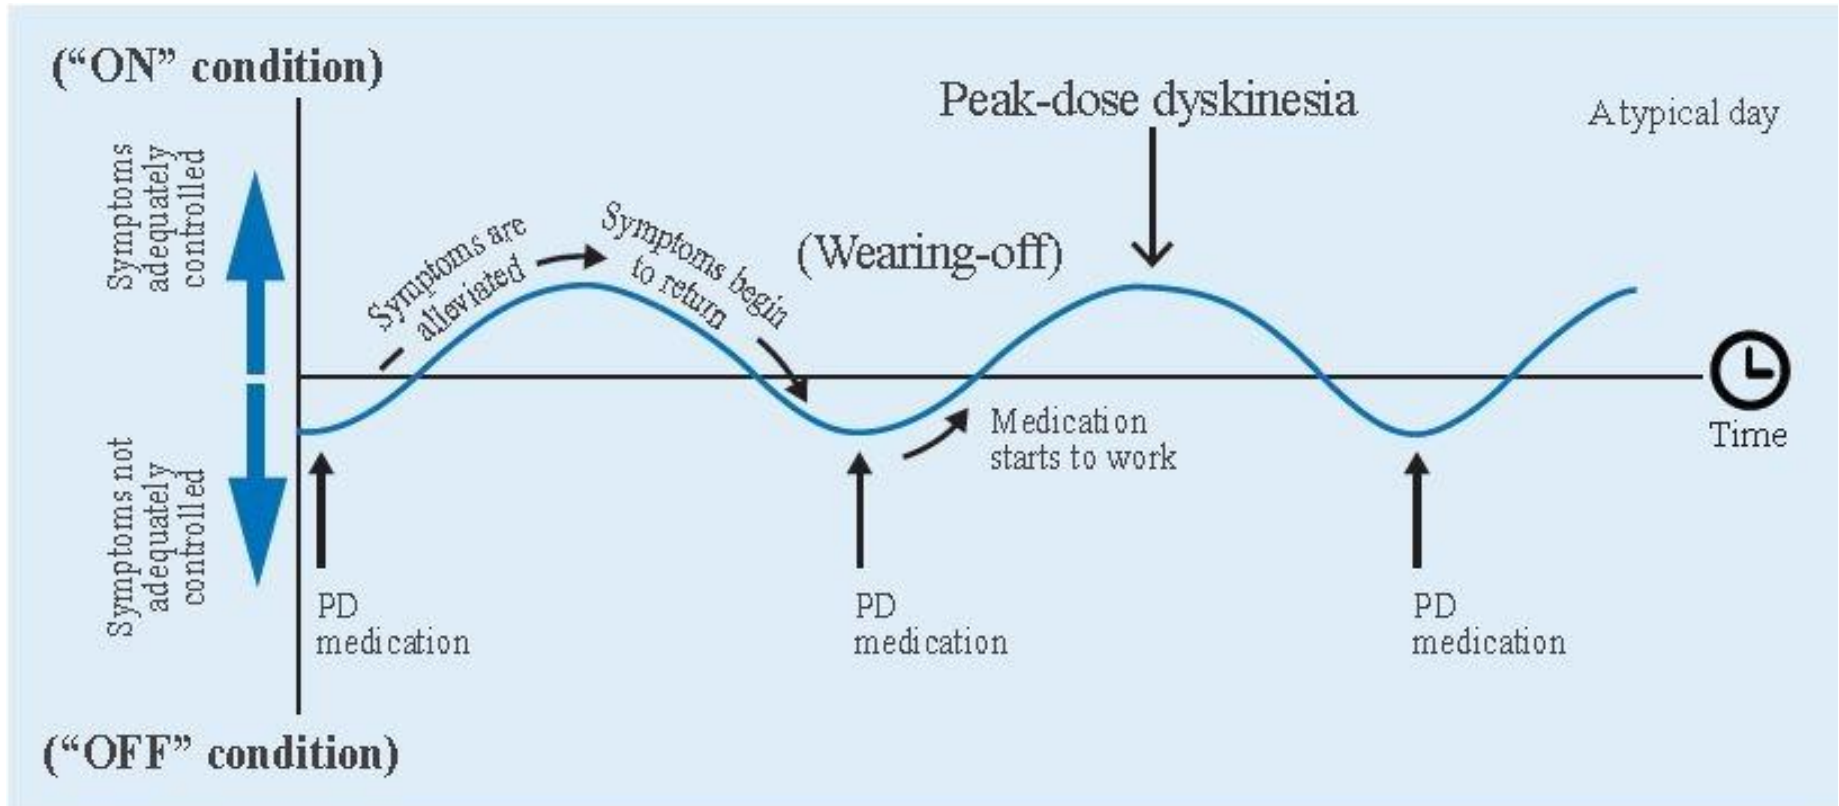 (“ON” condition)
Peak-dose dyskinesia
A typical day
Symptoms
adequately
controlled
Symptoms are
alleviated
Symptoms begin
to return
(Wearing-off)
Time
Medication
starts to work
Symptoms not
adequately
controlled
PD
medication
PD
medication
PD
medication
(“OFF” condition)